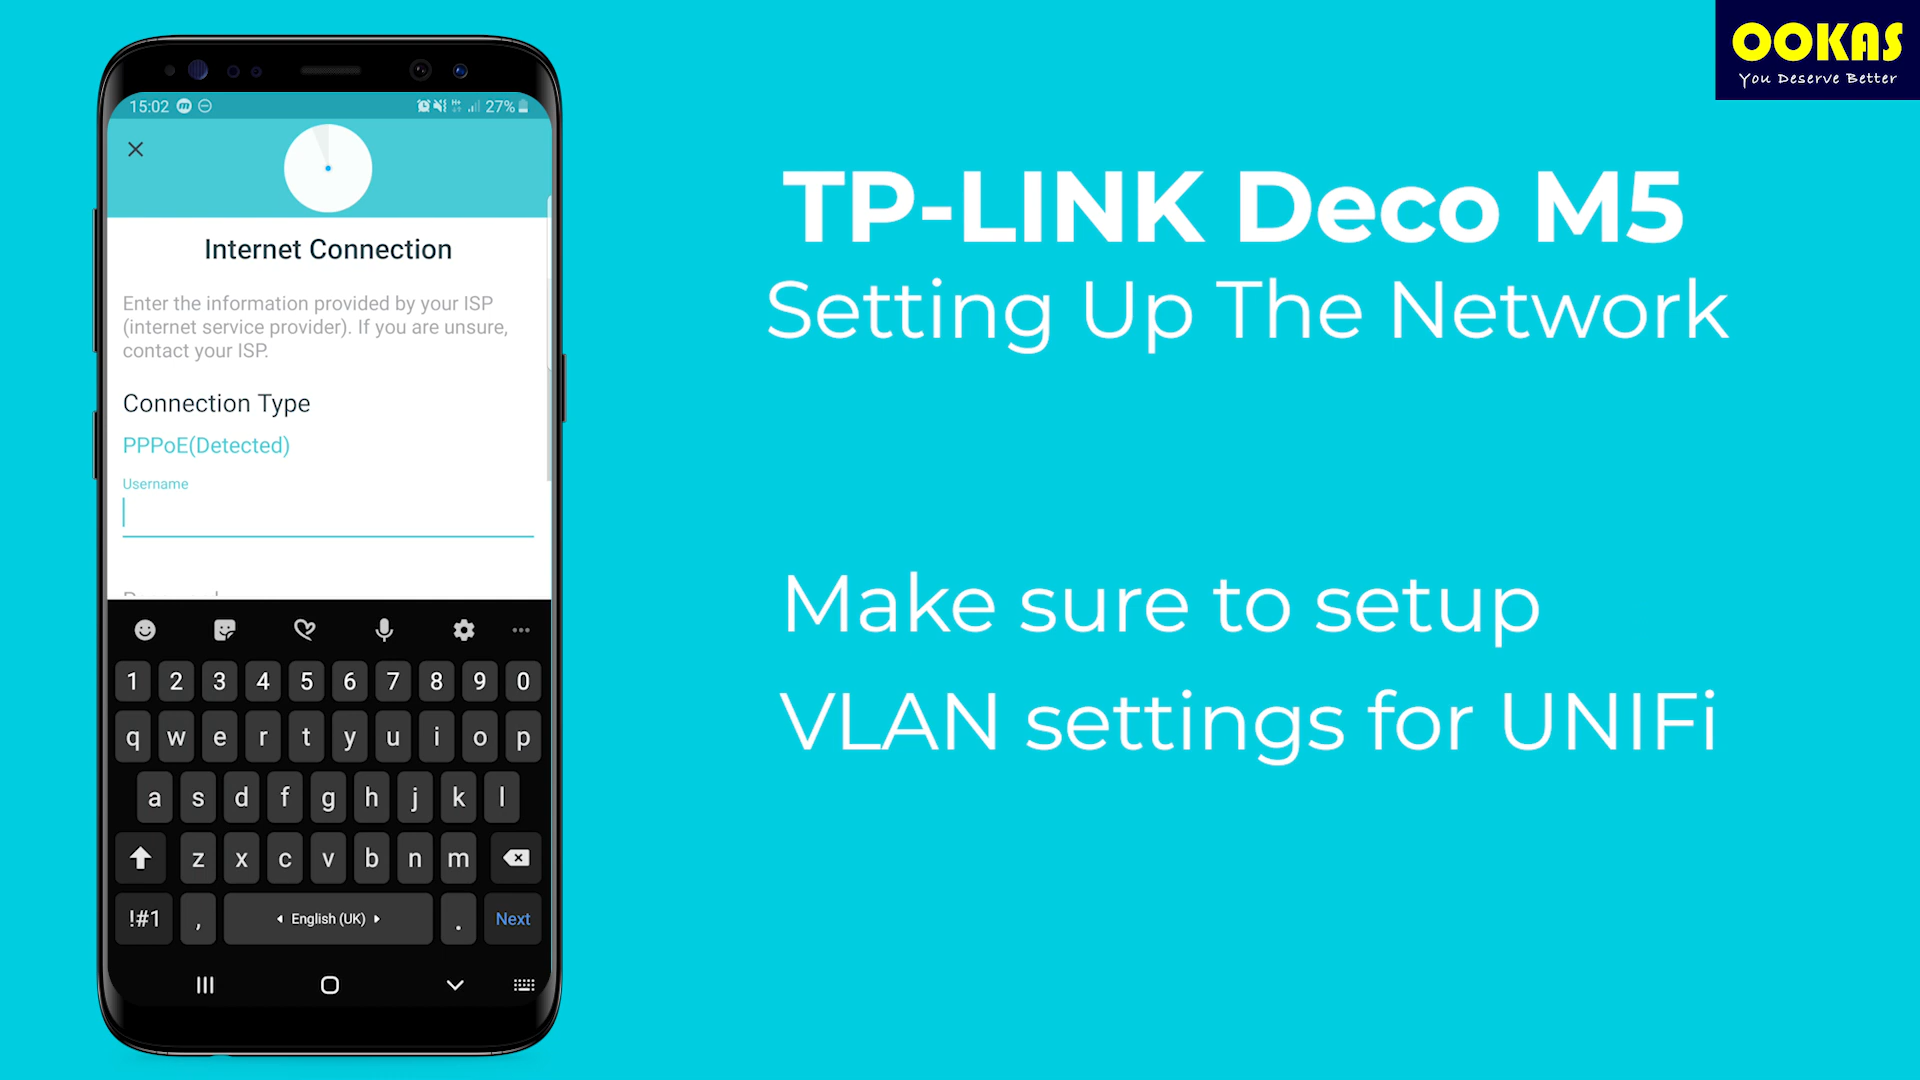 OOKAS
You Deserve Better
15:02
27%
Internet Connection
Enter the information provided by your ISP
(internet service provider). If you are unsure,
contact your ISP.
Connection Type
PPPoE(Detected)
Username
1 2 3 4 5 6 7 8 9 0
q w e r t y u i o p
a s d f g h j k l
z x c v b n m
!#1 , English (UK) . Next
TP-LINK Deco M5
Setting Up The Network
Make sure to setup
VLAN settings for UNIFi